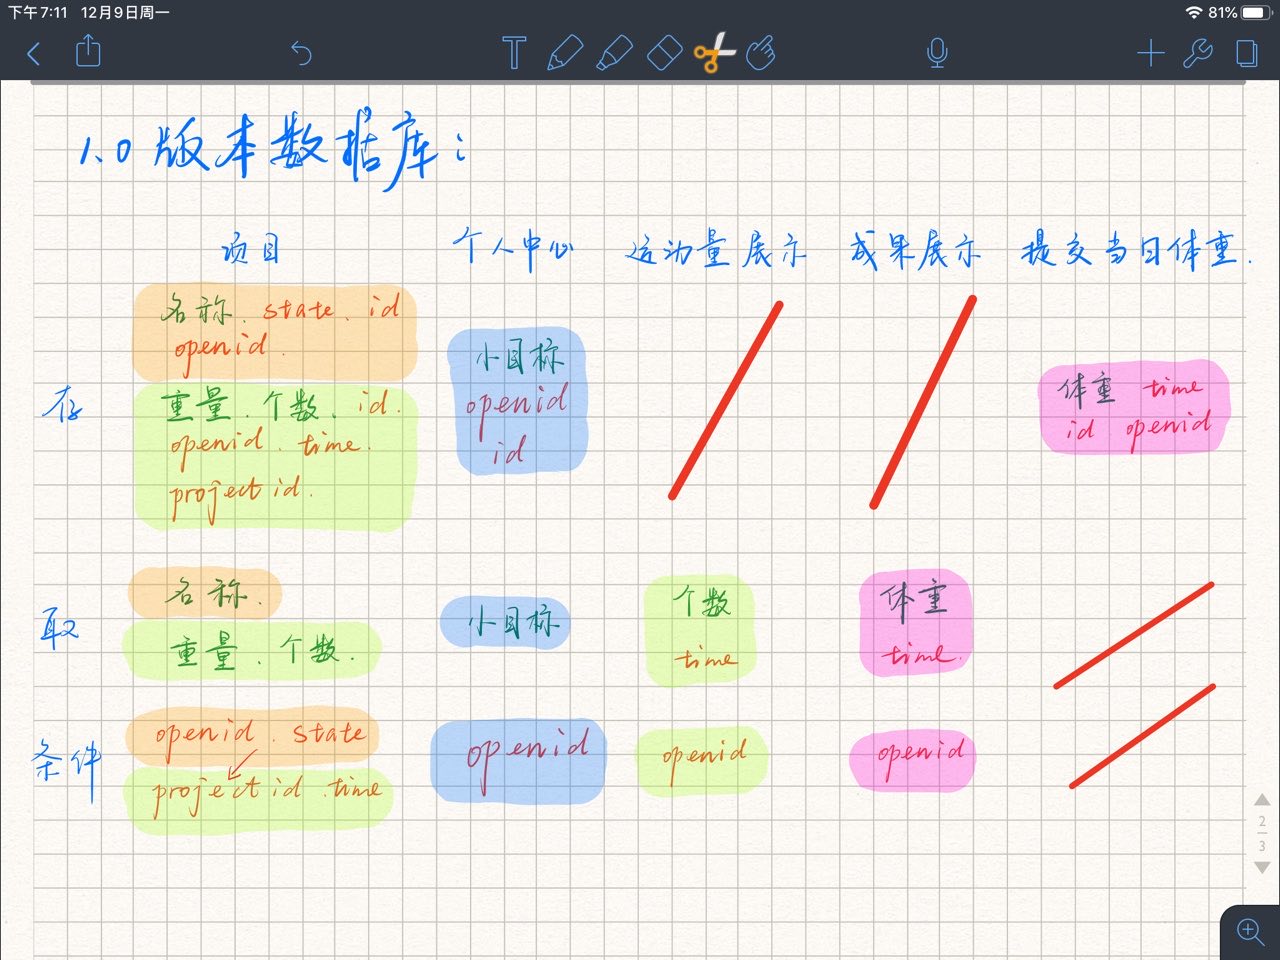 下午7:11 12月9日周一
81%
T
1.0 版本数据库:
项目 个人中心 运动量展示 成果展示 提交当日体重.
名称、state、id
openid.
小目标
openid
id
存
重量、个数、id.
openid. time.
project id.
体重 time
id openid
取
名称.
重量、个数.
小目标
个数
time
体重
time.
条件
openid. state
project id .time
openid
openid
openid
2
3